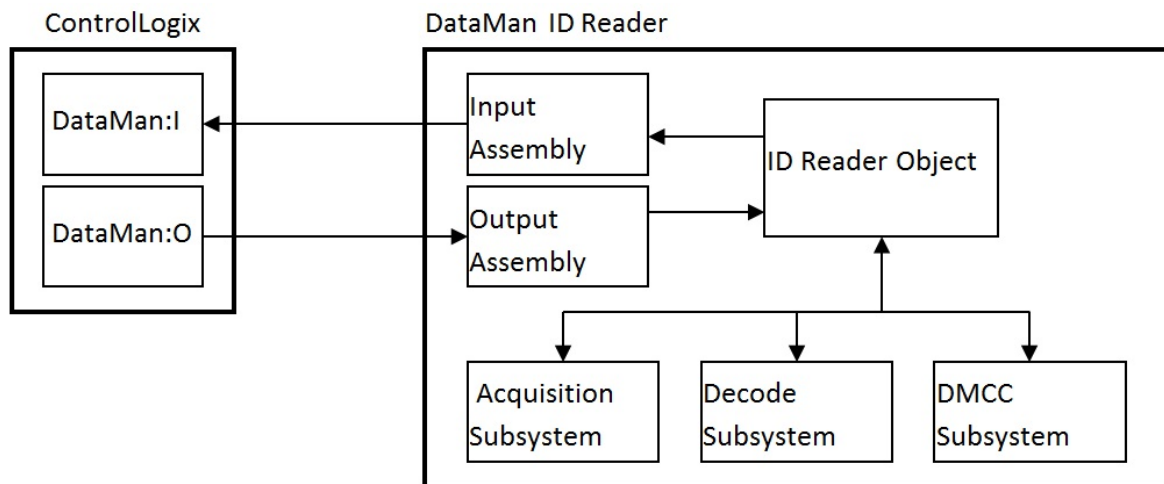 ControlLogix
DataMan ID Reader
DataMan:I
DataMan:O
Input
Assembly
Output
Assembly
ID Reader Object
Acquisition
Subsystem
Decode
Subsystem
DMCC
Subsystem